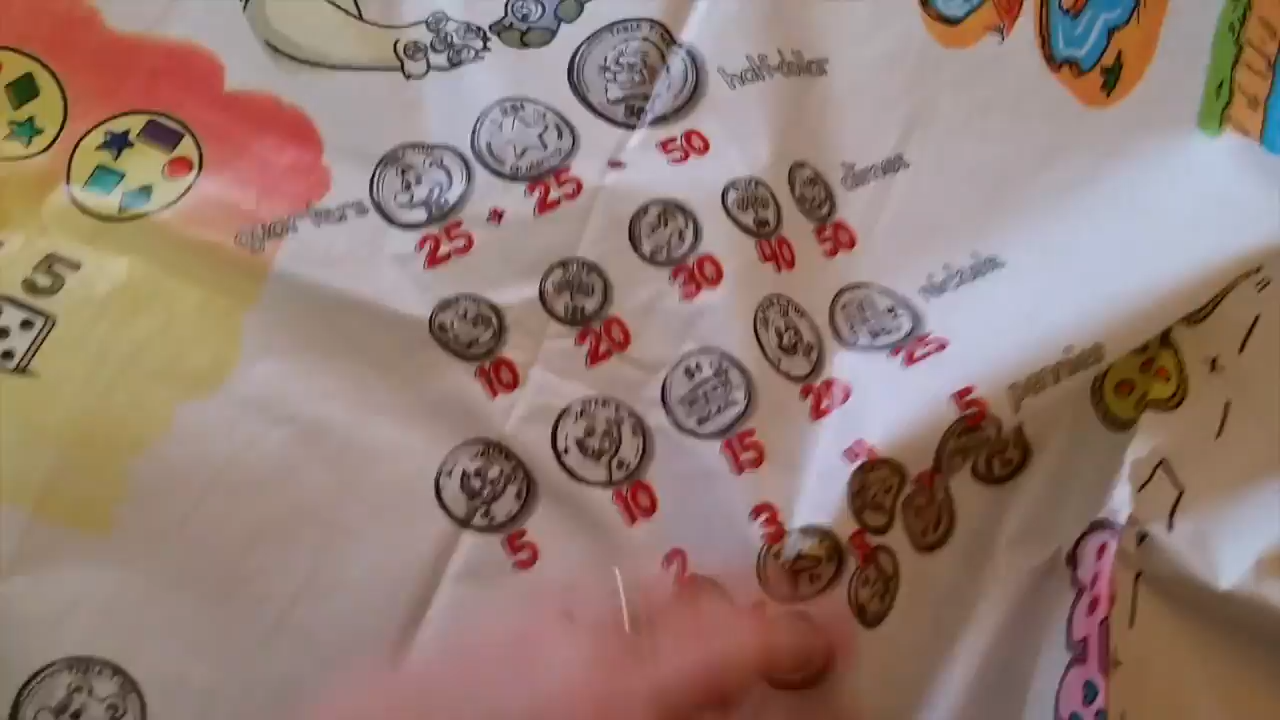 half-dollar
50
quarters 25 + 25
dimes
10 20 30 40 50
nickels
5 10 15 20 25
pennies
2 3 5
5